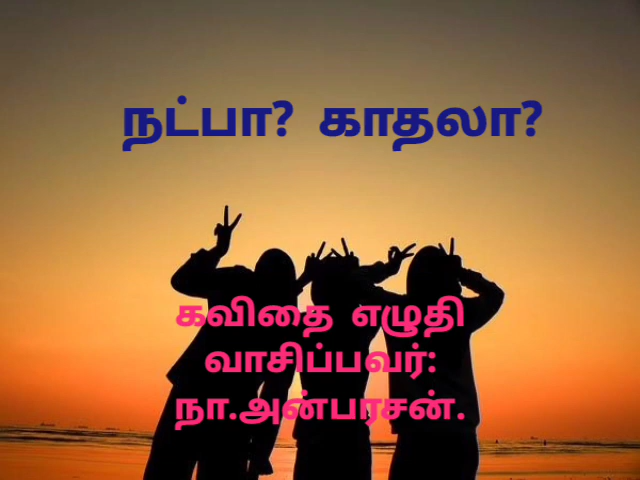 நட்பா? காதலா?
கவிதை எழுதி
வாசிப்பவர்:
நா.அன்பரசன்.